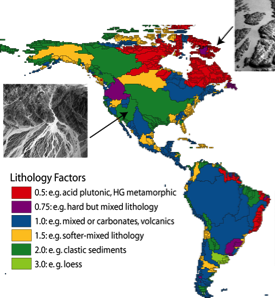 Lithology Factors
0.5: e.g. acid plutonic, HG metamorphic
0.75: e.g. hard but mixed lithology
1.0: e.g. mixed or carbonates, volcanics
1.5: e.g. softer-mixed lithology
2.0: e.g. clastic sediments
3.0: e.g. loess